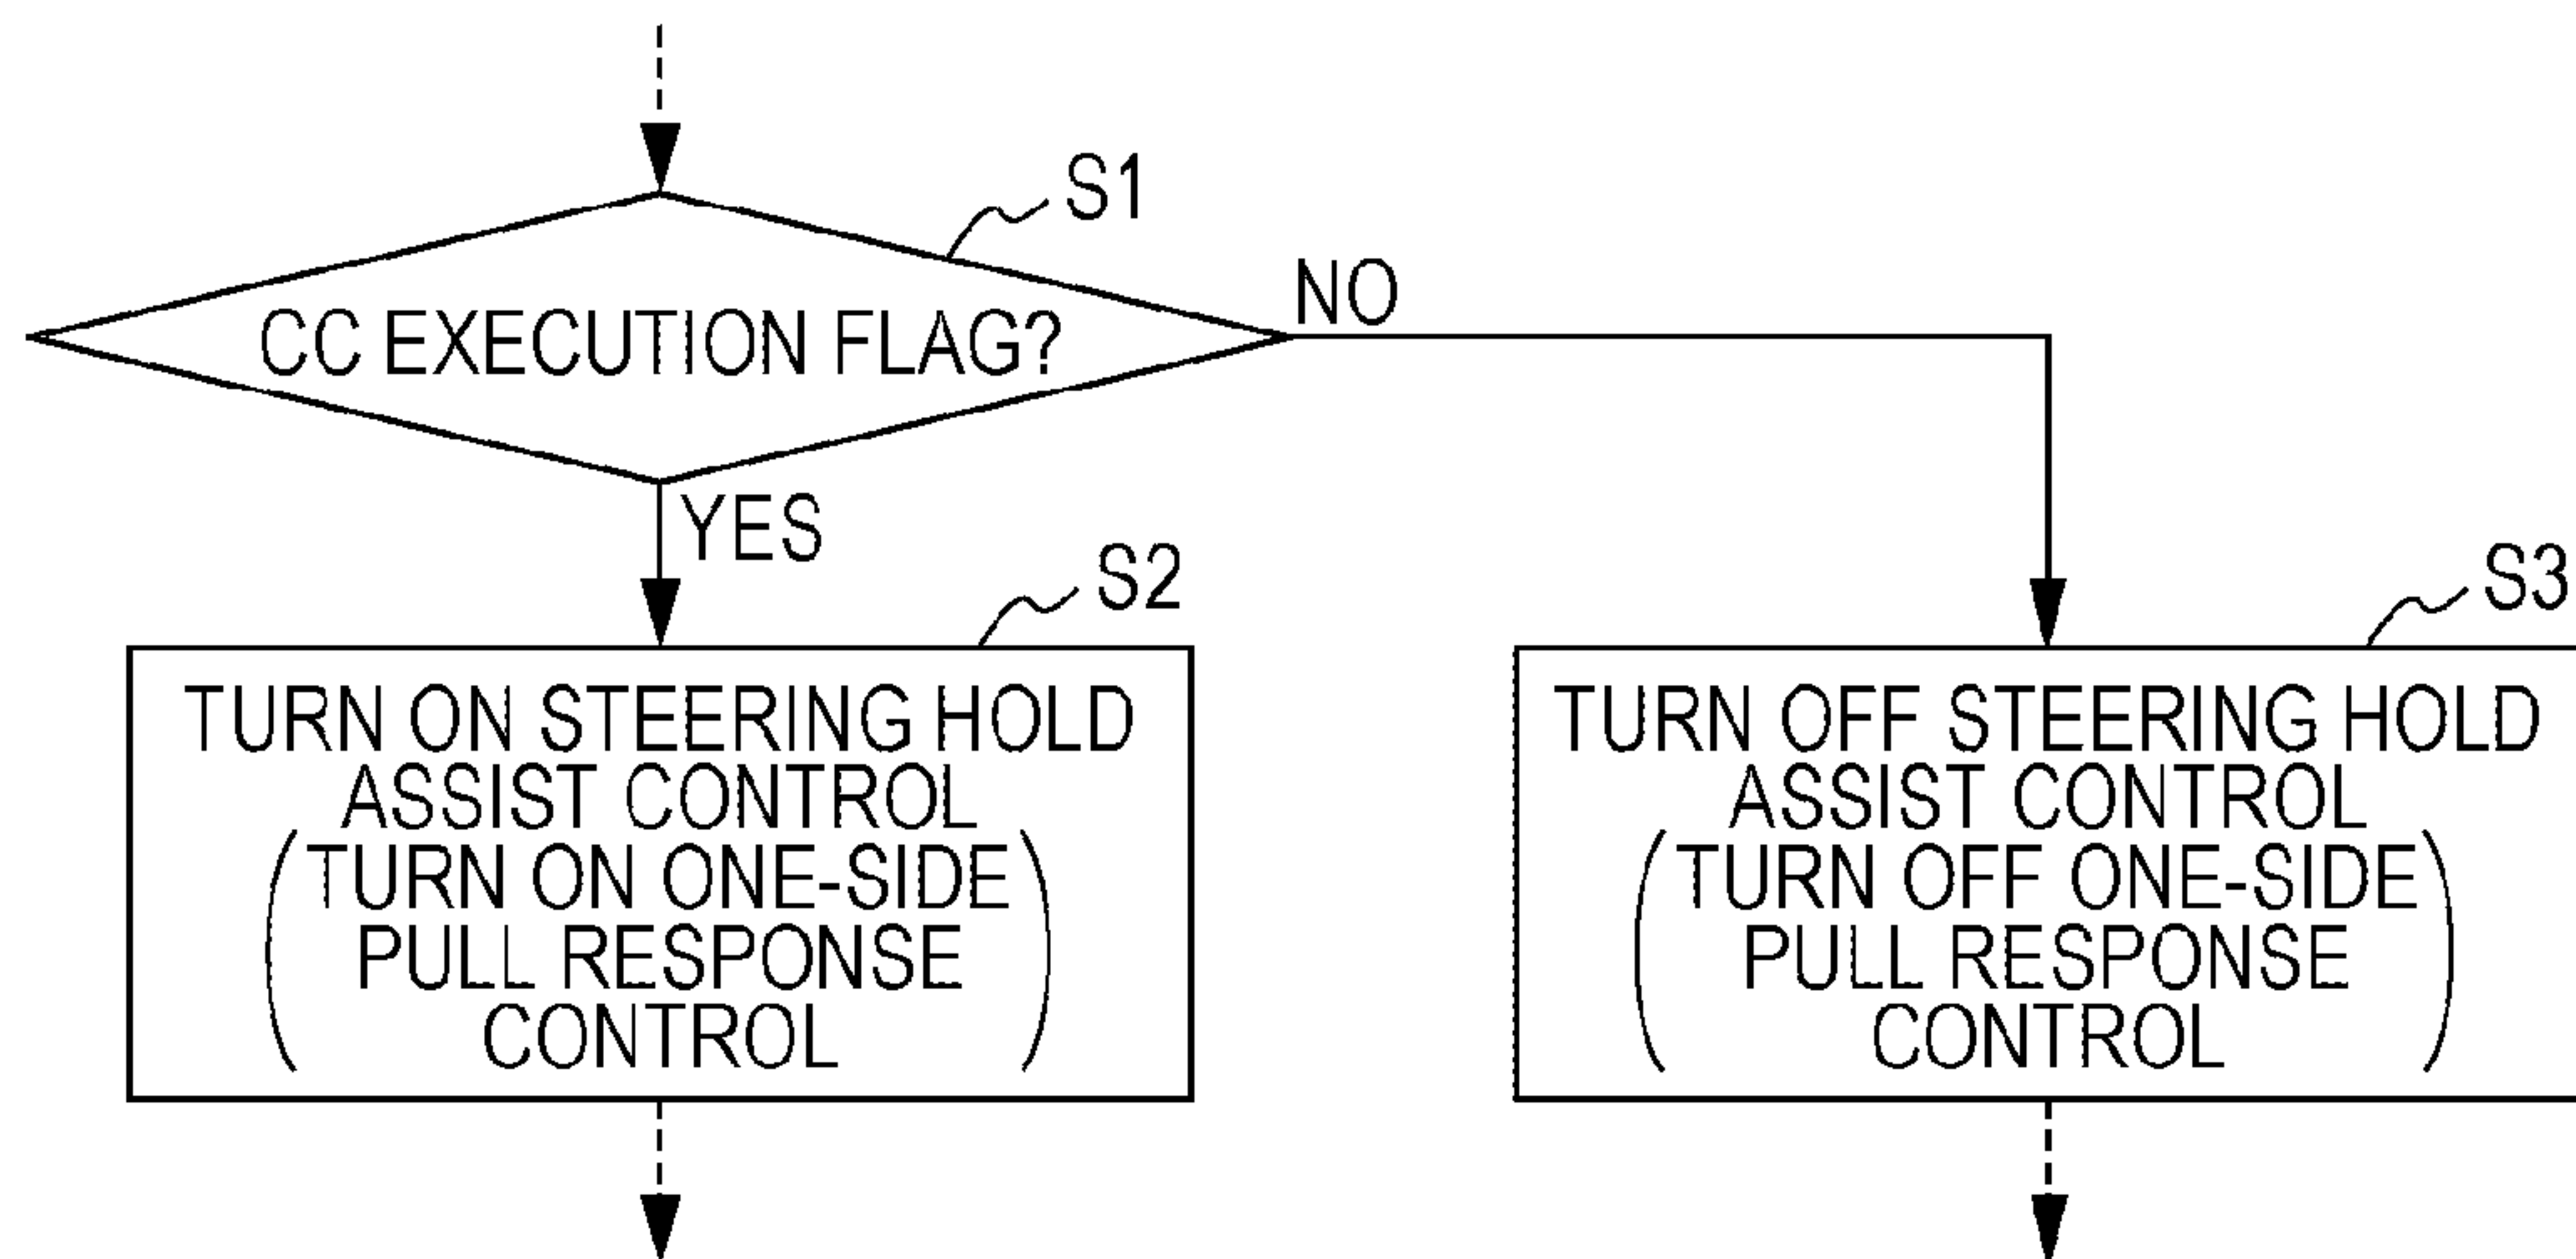 S1
CC EXECUTION FLAG?
NO
YES
S2
TURN ON STEERING HOLD
ASSIST CONTROL
(TURN ON ONE-SIDE
PULL RESPONSE
CONTROL)
S3
TURN OFF STEERING HOLD
ASSIST CONTROL
(TURN OFF ONE-SIDE
PULL RESPONSE
CONTROL)